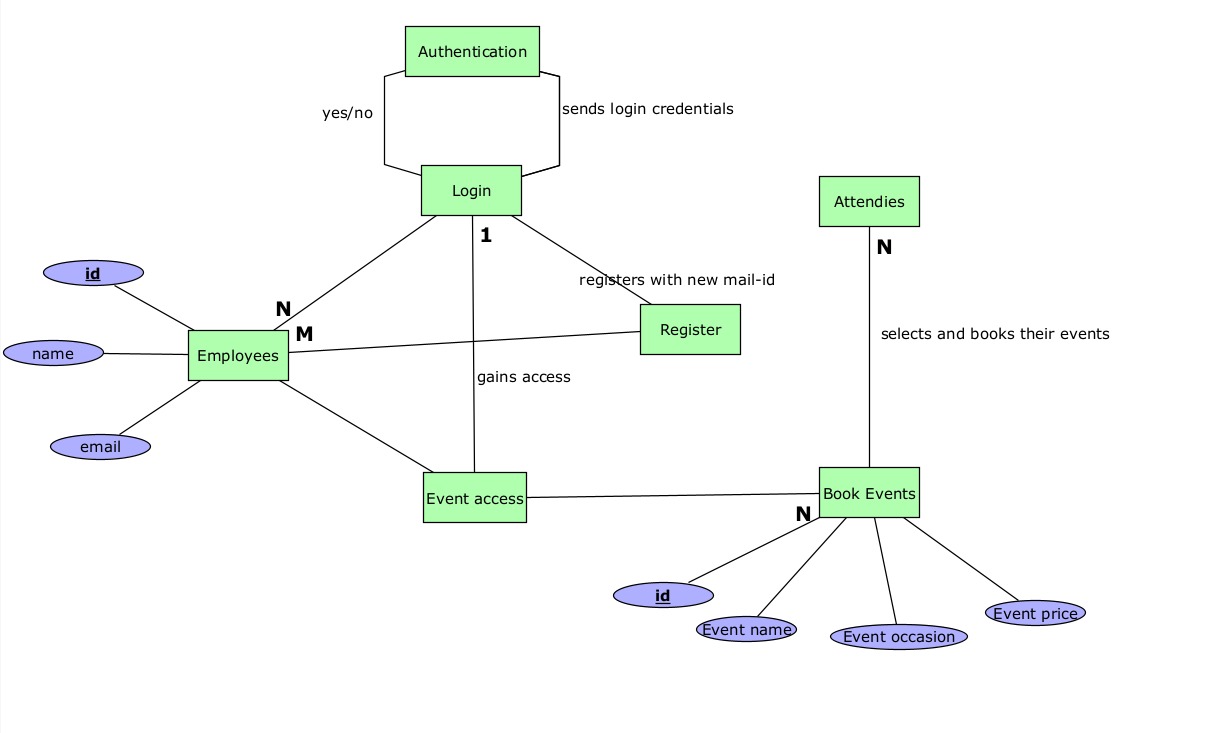 Authentication
yes/no
sends login credentials
Login
Attendies
1
N
id
registers with new mail-id
N
M
Register
selects and books their events
name
Employees
gains access
email
Event access
Book Events
N
id
Event name
Event occasion
Event price